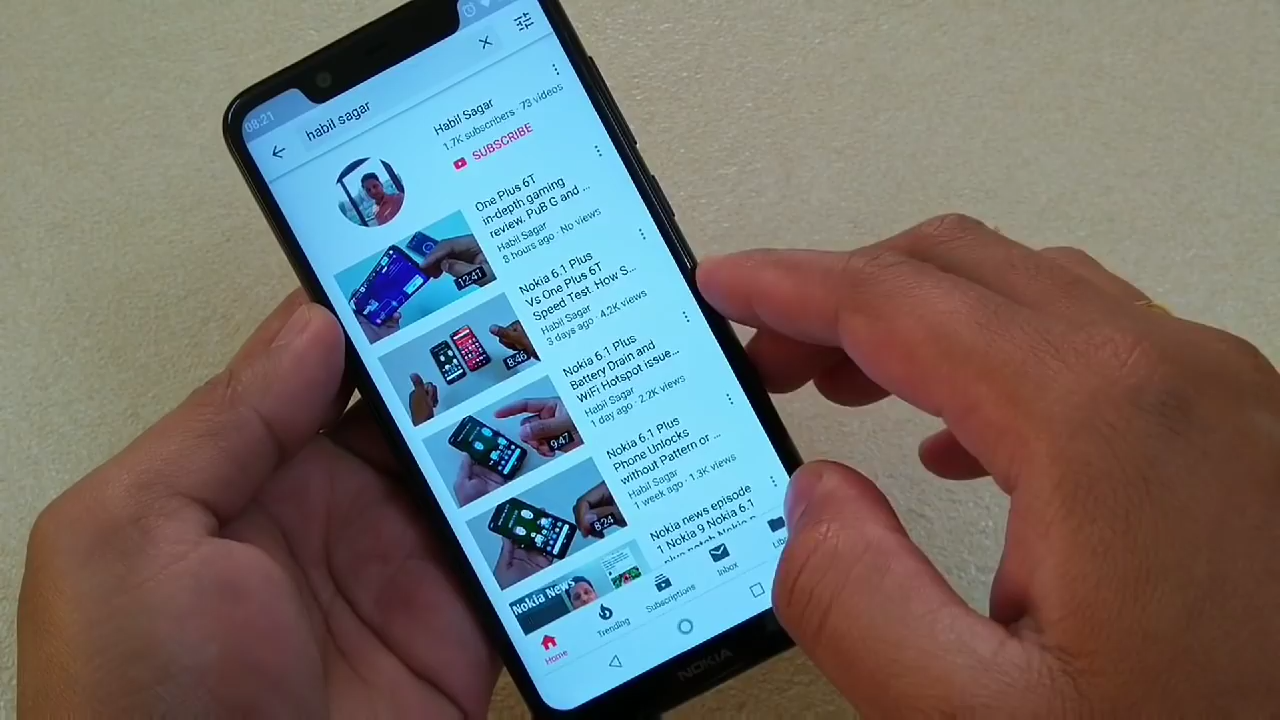 08:21
habil sagar
Habil Sagar
1.7K subscribers · 73 videos
SUBSCRIBE
One Plus 6T
in-depth gaming
review. PuB G and ...
Habil Sagar
8 hours ago · No views
12:41
Nokia 6.1 Plus
Vs One Plus 6T
Speed Test. How S...
Habil Sagar
3 days ago · 4.2K views
8:46
Nokia 6.1 Plus
Battery Drain and
WiFi Hotspot issue...
Habil Sagar
1 day ago · 2.2K views
9:47
Nokia 6.1 Plus
Phone Unlocks
without Pattern or ...
Habil Sagar
1 week ago · 1.3K views
8:24
Nokia news episode
1 Nokia 9 Nokia 6.1
Nokia News
Home
Trending
Subscriptions
Inbox
NOKIA